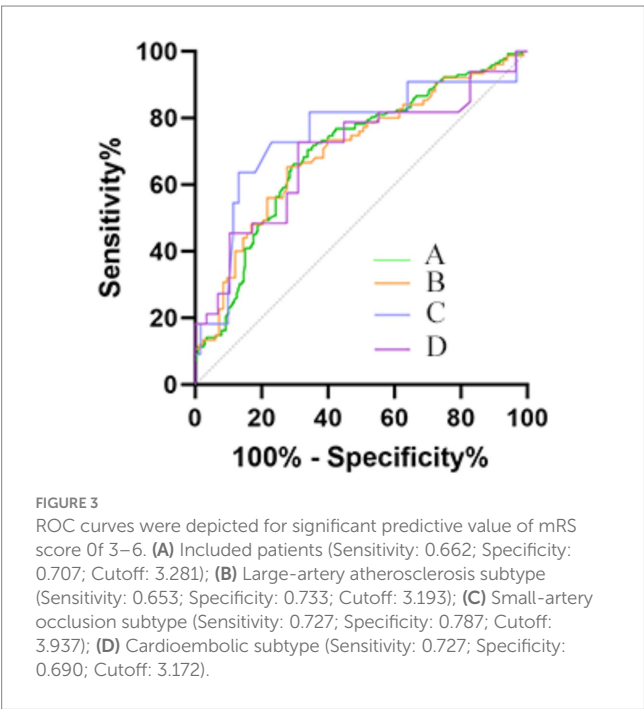 100
80
60
40
20
0
Sensitivity%
A
B
C
D
0 20 40 60 80 100
100% - Specificity%
FIGURE 3
ROC curves were depicted for significant predictive value of mRS
score 0f 3–6. (A) Included patients (Sensitivity: 0.662; Specificity:
0.707; Cutoff: 3.281); (B) Large-artery atherosclerosis subtype
(Sensitivity: 0.653; Specificity: 0.733; Cutoff: 3.193); (C) Small-artery
occlusion subtype (Sensitivity: 0.727; Specificity: 0.787; Cutoff:
3.937); (D) Cardioembolic subtype (Sensitivity: 0.727; Specificity:
0.690; Cutoff: 3.172).